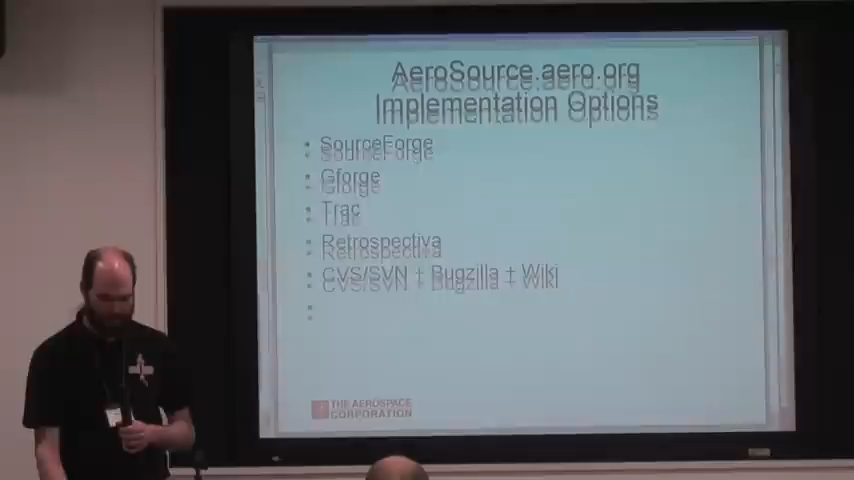 AeroSource.aero.org
Implementation Options
• SourceForge
• Gforge
• Trac
• Retrospectiva
• CVS/SVN + Bugzilla + Wiki
•
THE AEROSPACE
CORPORATION